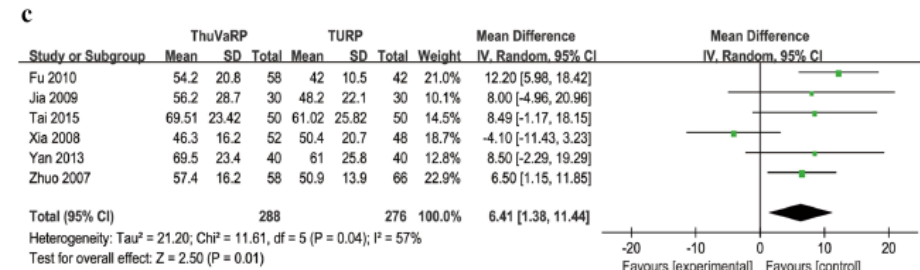 c
ThuVaRP TURP Mean Difference Mean Difference
Study or Subgroup Mean SD Total Mean SD Total Weight IV. Random. 95% CI IV, Random, 95% CI
Fu 2010 54.2 20.8 58 42 10.5 42 21.0% 12.20 [5.98, 18.42]
Jia 2009 56.2 28.7 30 48.2 22.1 30 10.1% 8.00 [-4.96, 20.96]
Tai 2015 69.51 23.42 50 61.02 25.82 50 14.5% 8.49 [-1.17, 18.15]
Xia 2008 46.3 16.2 52 50.4 20.7 48 18.7% -4.10 [-11.43, 3.23]
Yan 2013 69.5 23.4 40 61 25.8 40 12.8% 8.50 [-2.29, 19.29]
Zhuo 2007 57.4 16.2 58 50.9 13.9 66 22.9% 6.50 [1.15, 11.85]
Total (95% CI) 288 276 100.0% 6.41 [1.38, 11.44]
Heterogeneity: Tau² = 21.20; Chi² = 11.61, df = 5 (P = 0.04); I² = 57%
Test for overall effect: Z = 2.50 (P = 0.01)
-20 -10 0 10 20
Favours [experimental] Favours [control]